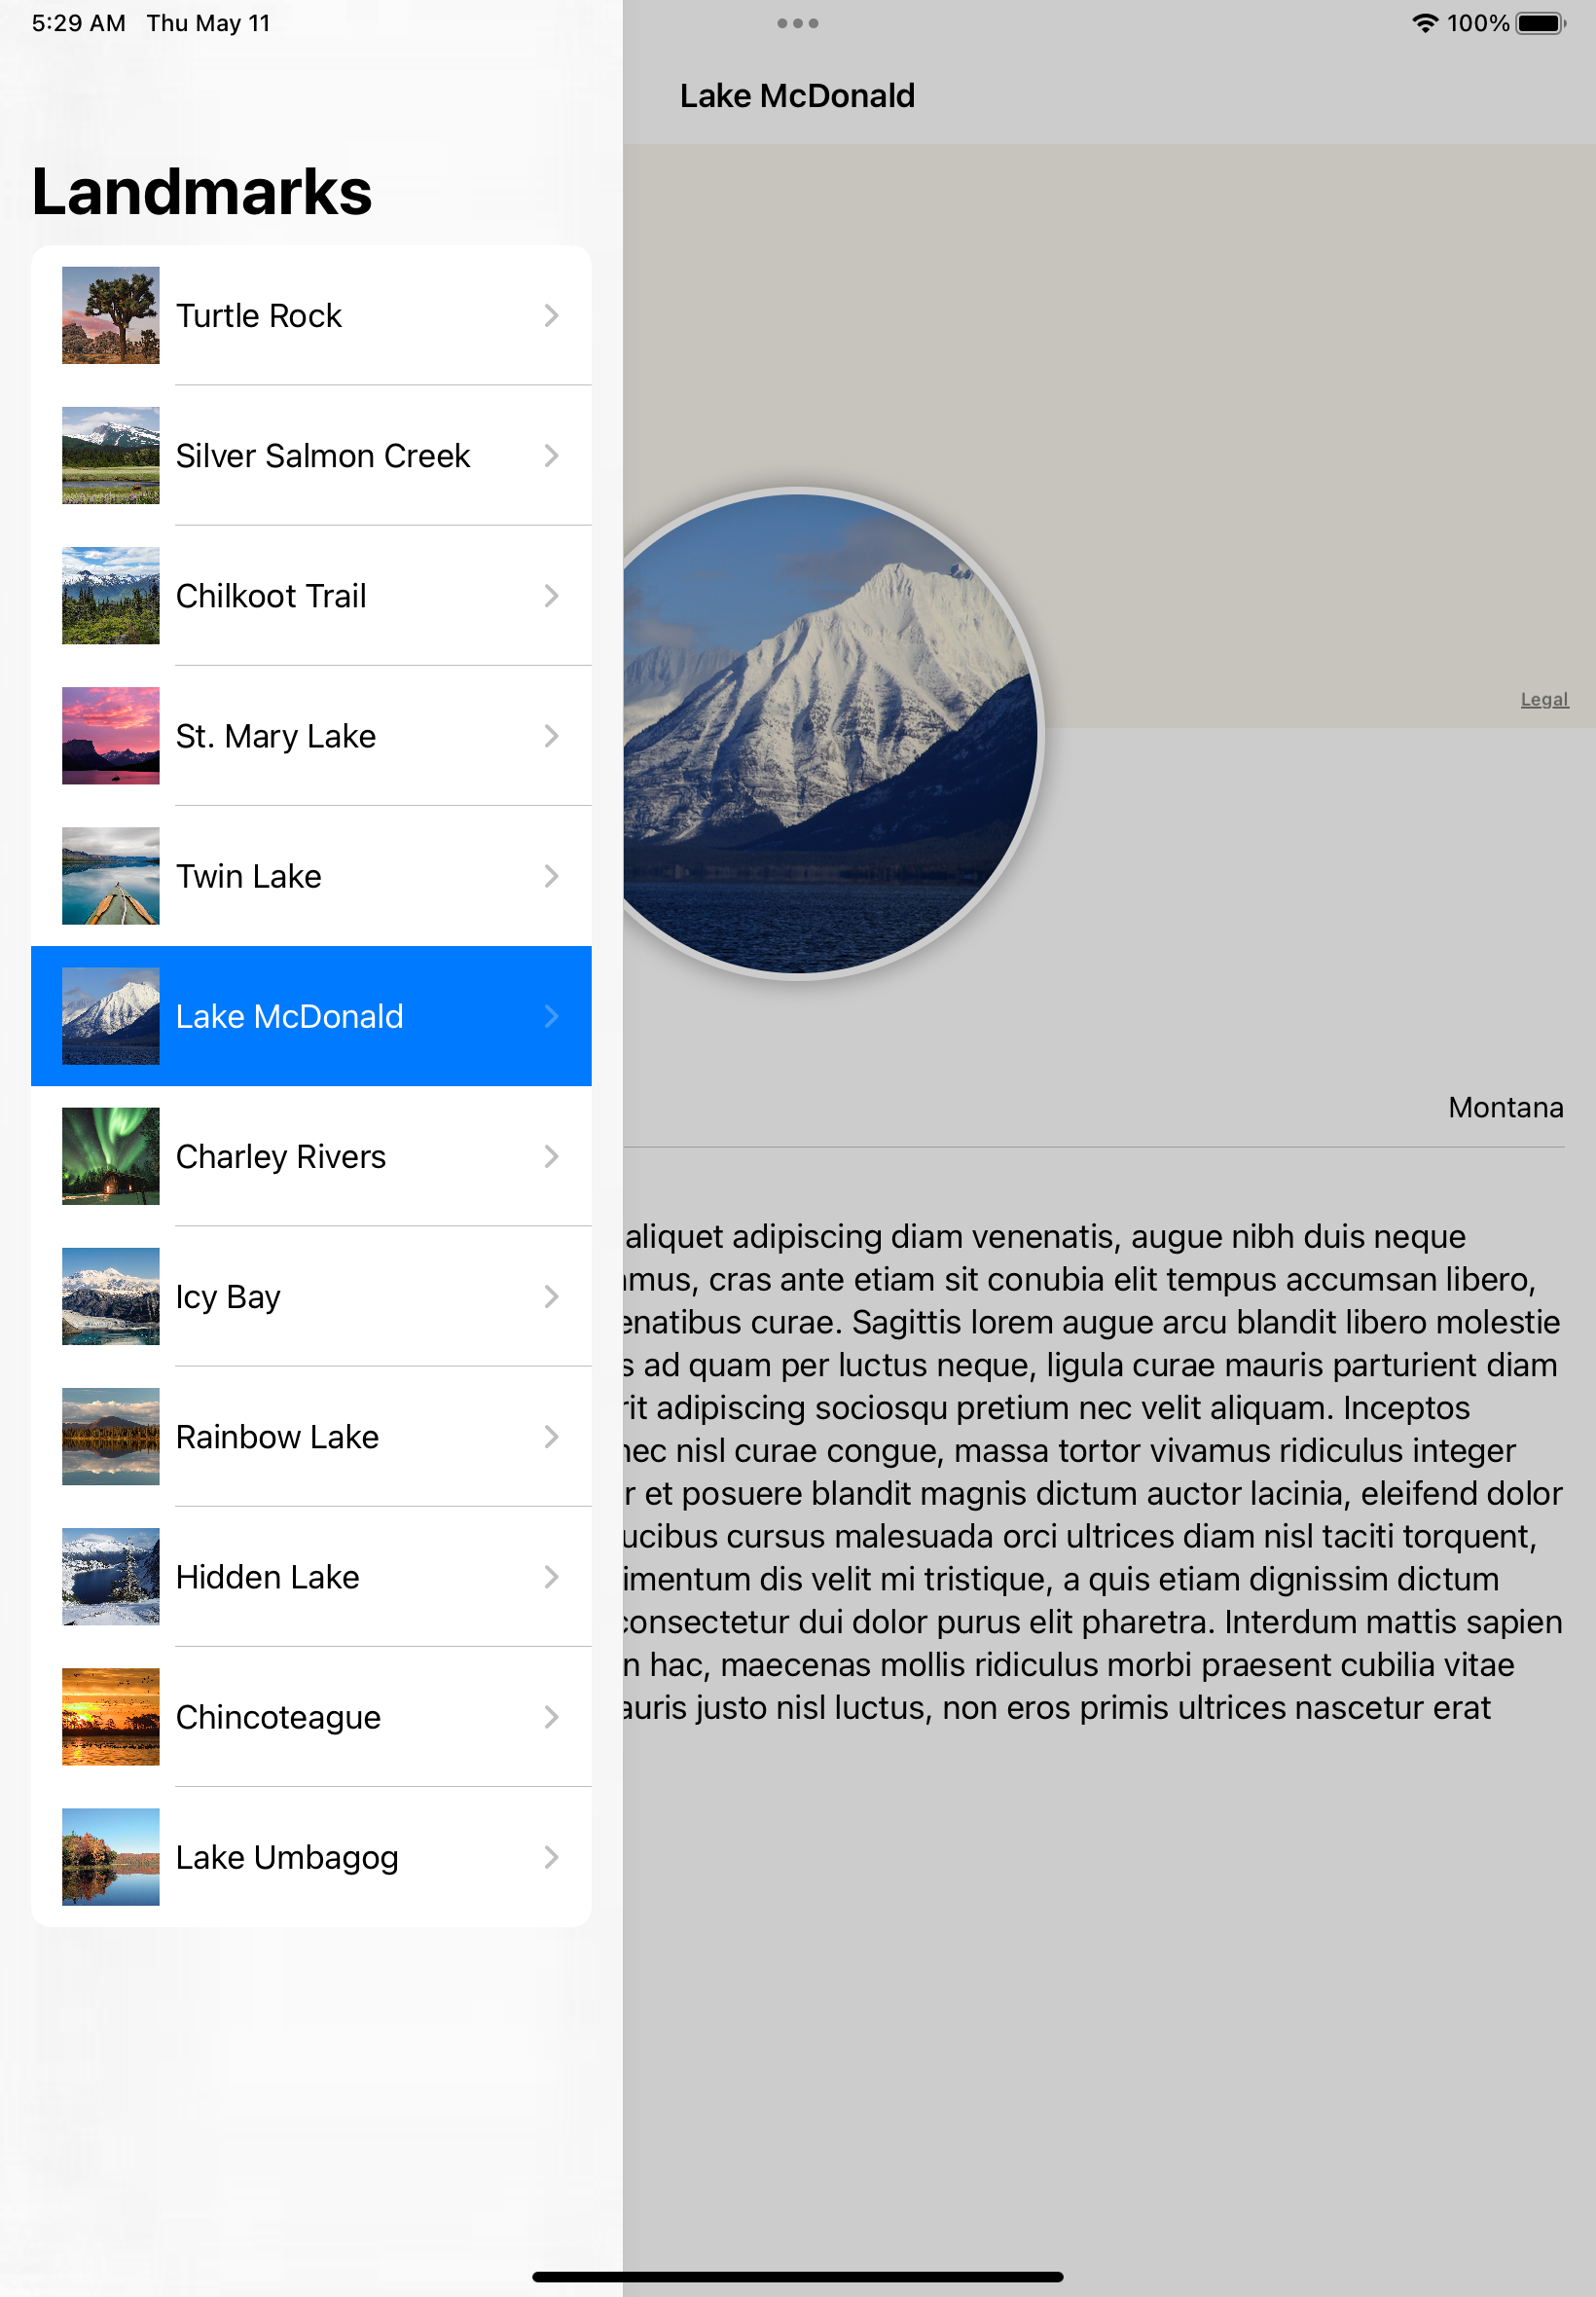 5:29 AM Thu May 11
100%
Landmarks
Turtle Rock
Silver Salmon Creek
Chilkoot Trail
St. Mary Lake
Twin Lake
Lake McDonald
Charley Rivers
Icy Bay
Rainbow Lake
Hidden Lake
Chincoteague
Lake Umbagog
Lake McDonald
Legal
Montana
aliquet adipiscing diam venenatis, augue nibh duis neque
cras ante etiam sit conubia elit tempus accumsan libero,
curae. Sagittis lorem augue arcu blandit libero molestie
ad quam per luctus neque, ligula curae mauris parturient diam
adipiscing sociosqu pretium nec velit aliquam. Inceptos
nec nisl curae congue, massa tortor vivamus ridiculus integer
et posuere blandit magnis dictum auctor lacinia, eleifend dolor
cursus malesuada orci ultrices diam nisl taciti torquent,
dis velit mi tristique, a quis etiam dignissim dictum
consectetur dui dolor purus elit pharetra. Interdum mattis sapien
hac, maecenas mollis ridiculus morbi praesent cubilia vitae
justo nisl luctus, non eros primis ultrices nascetur erat